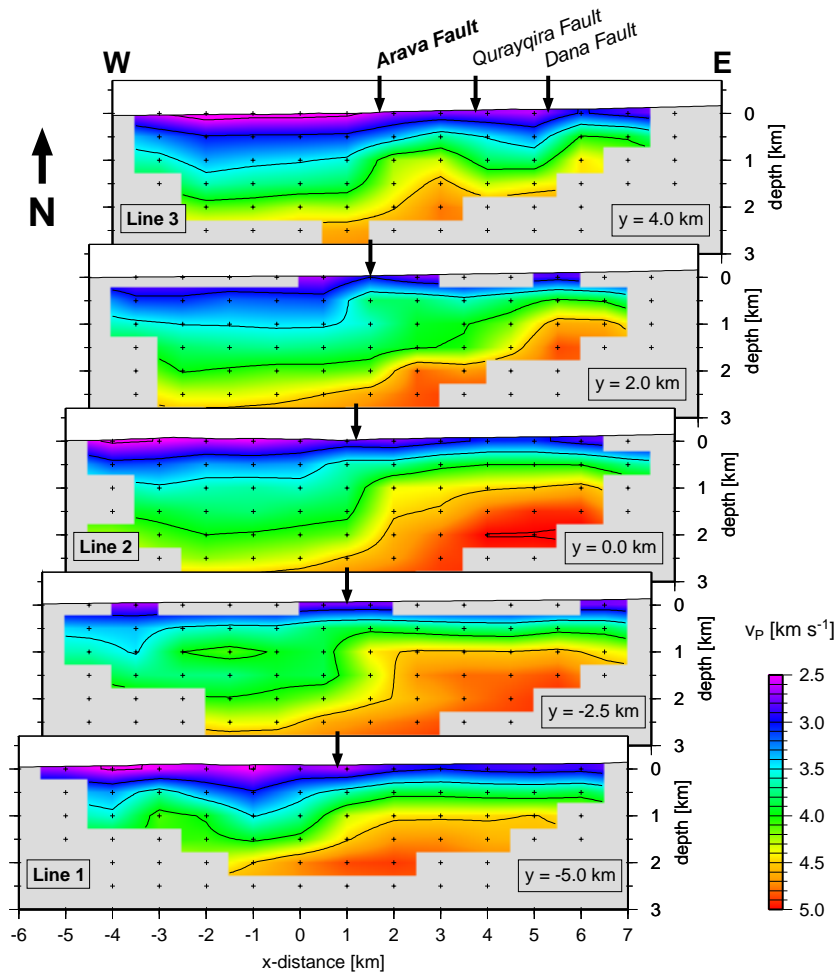 Arava Fault
Qurayqira Fault
Dana Fault
W
E
N
0
1
2
3
depth [km]
Line 3
y = 4.0 km
0
1
2
3
depth [km]
y = 2.0 km
0
1
2
3
depth [km]
Line 2
y = 0.0 km
0
1
2
3
depth [km]
y = -2.5 km
0
1
2
3
depth [km]
Line 1
y = -5.0 km
-6 -5 -4 -3 -2 -1 0 1 2 3 4 5 6 7
x-distance [km]
vP [km s-1]
2.5
3.0
3.5
4.0
4.5
5.0